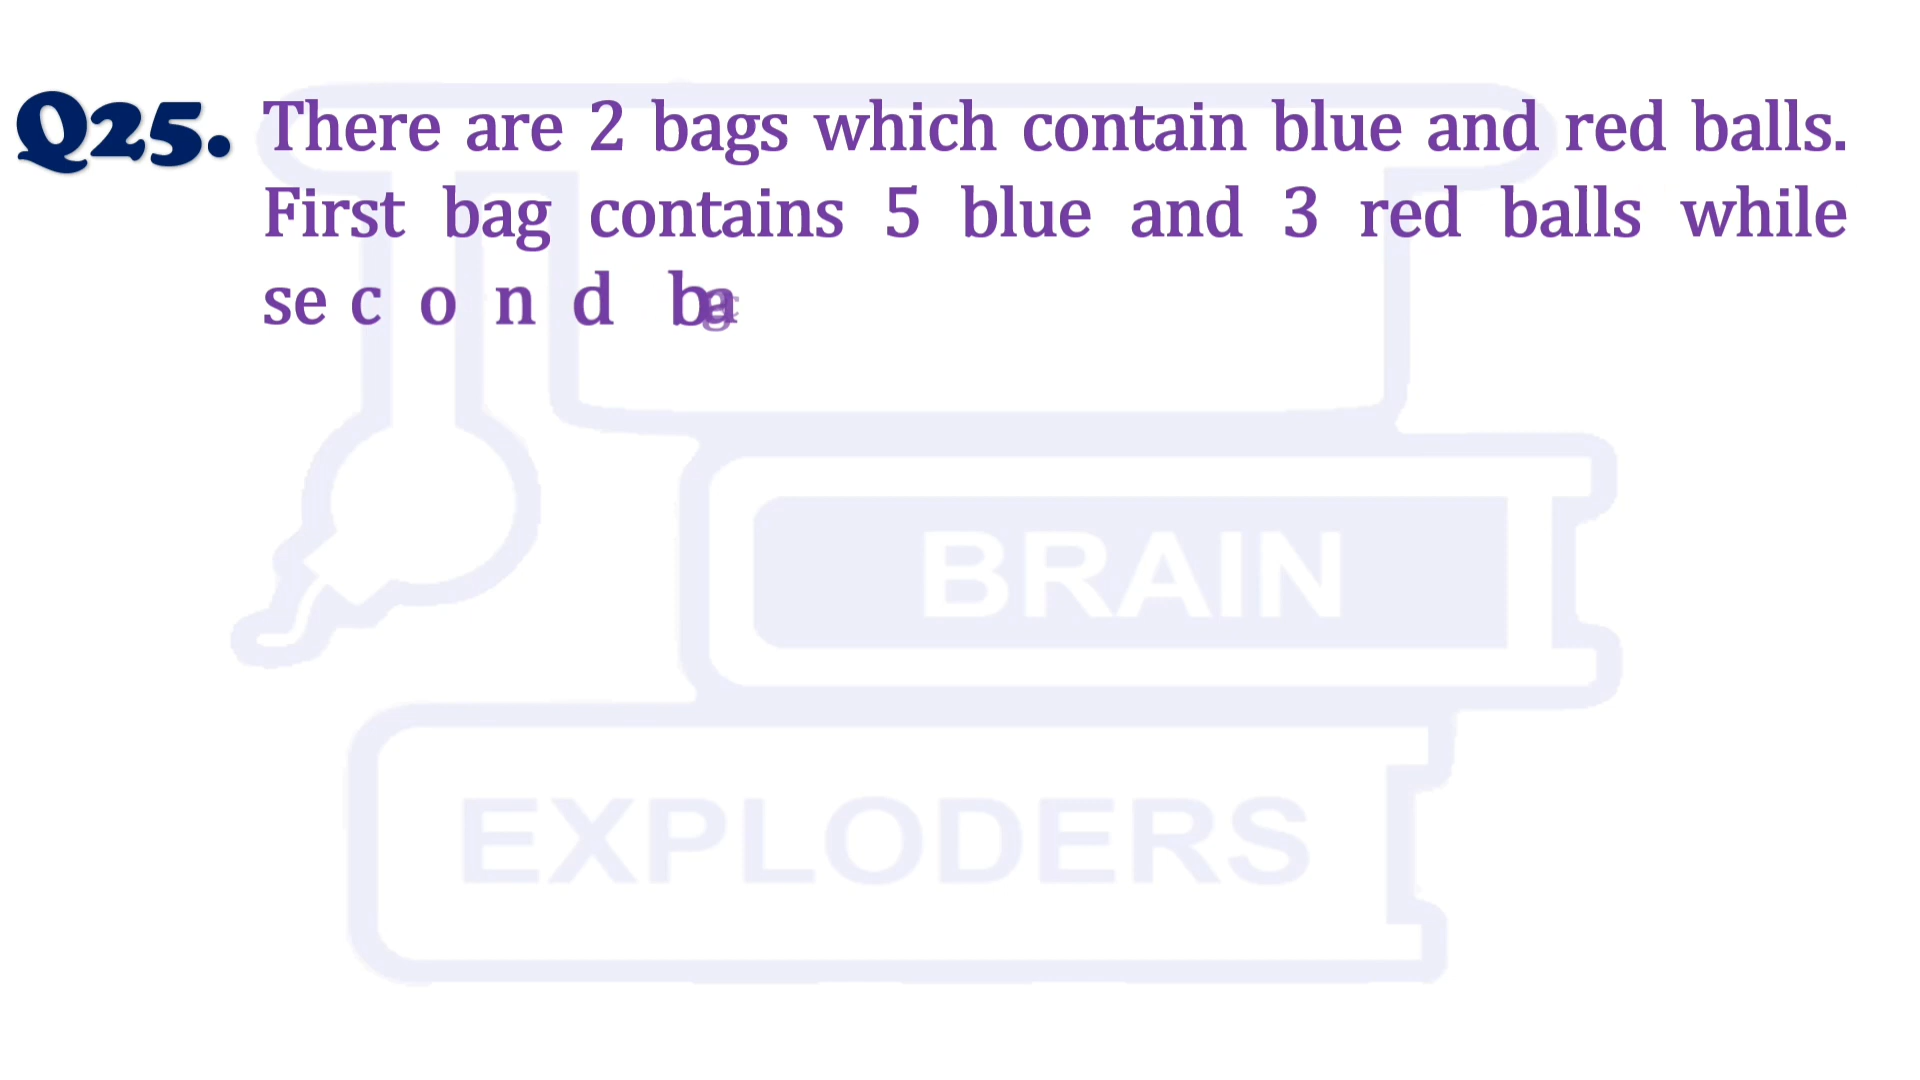 Q25. There are 2 bags which contain blue and red balls.
First bag contains 5 blue and 3 red balls while
second
BRAIN
EXPLODERS